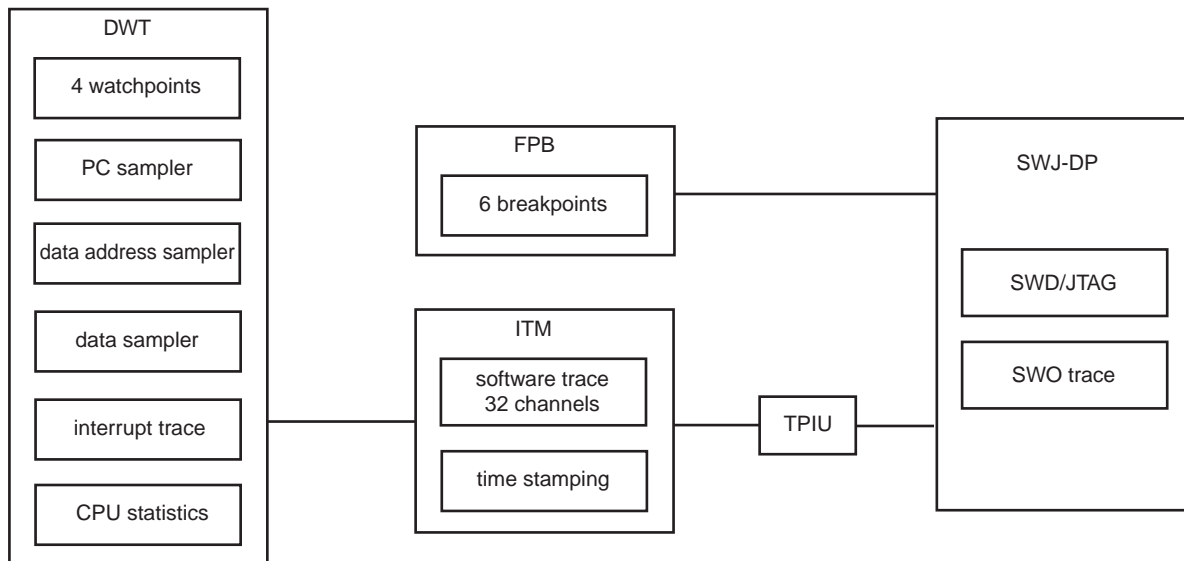 DWT
4 watchpoints
PC sampler
data address sampler
data sampler
interrupt trace
CPU statistics
FPB
6 breakpoints
ITM
software trace
32 channels
time stamping
TPIU
SWJ-DP
SWD/JTAG
SWO trace